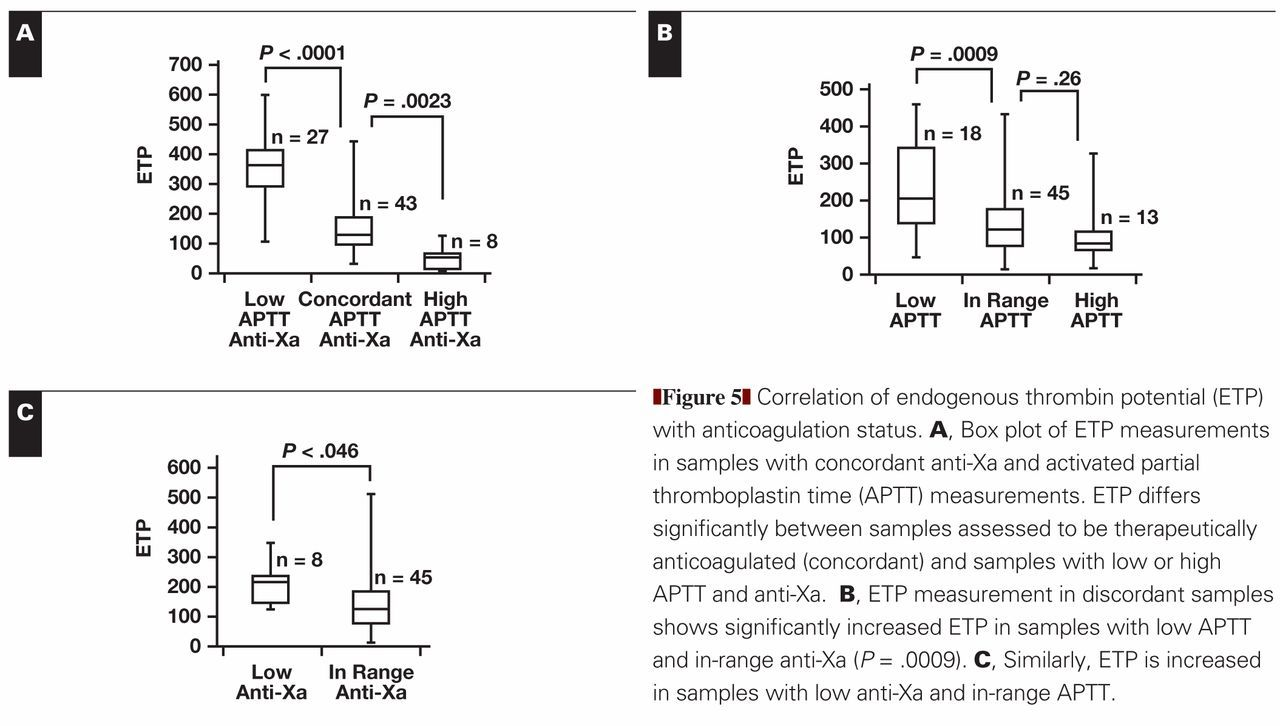 A
P < .0001
P = .0023
700
600
500
400
300
200
100
0
ETP
n = 27
n = 43
n = 8
Low Concordant High
APTT APTT APTT
Anti-Xa Anti-Xa Anti-Xa
B
P = .0009
P = .26
500
400
300
200
100
0
ETP
n = 18
n = 45
n = 13
Low In Range High
APTT APTT APTT
C
P < .046
600
500
400
300
200
100
0
ETP
n = 8
n = 45
Low In Range
Anti-Xa Anti-Xa
Figure 5 Correlation of endogenous thrombin potential (ETP)
with anticoagulation status. A, Box plot of ETP measurements
in samples with concordant anti-Xa and activated partial
thromboplastin time (APTT) measurements. ETP differs
significantly between samples assessed to be therapeutically
anticoagulated (concordant) and samples with low or high
APTT and anti-Xa. B, ETP measurement in discordant samples
shows significantly increased ETP in samples with low APTT
and in-range anti-Xa (P = .0009). C, Similarly, ETP is increased
in samples with low anti-Xa and in-range APTT.